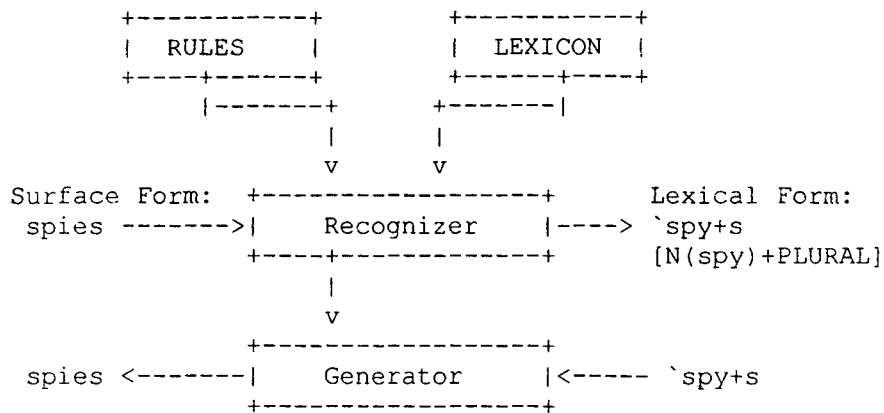 RULES LEXICON
Surface Form: Lexical Form:
spies Recognizer `spy+s
[N(spy)+PLURAL]
spies Generator `spy+s